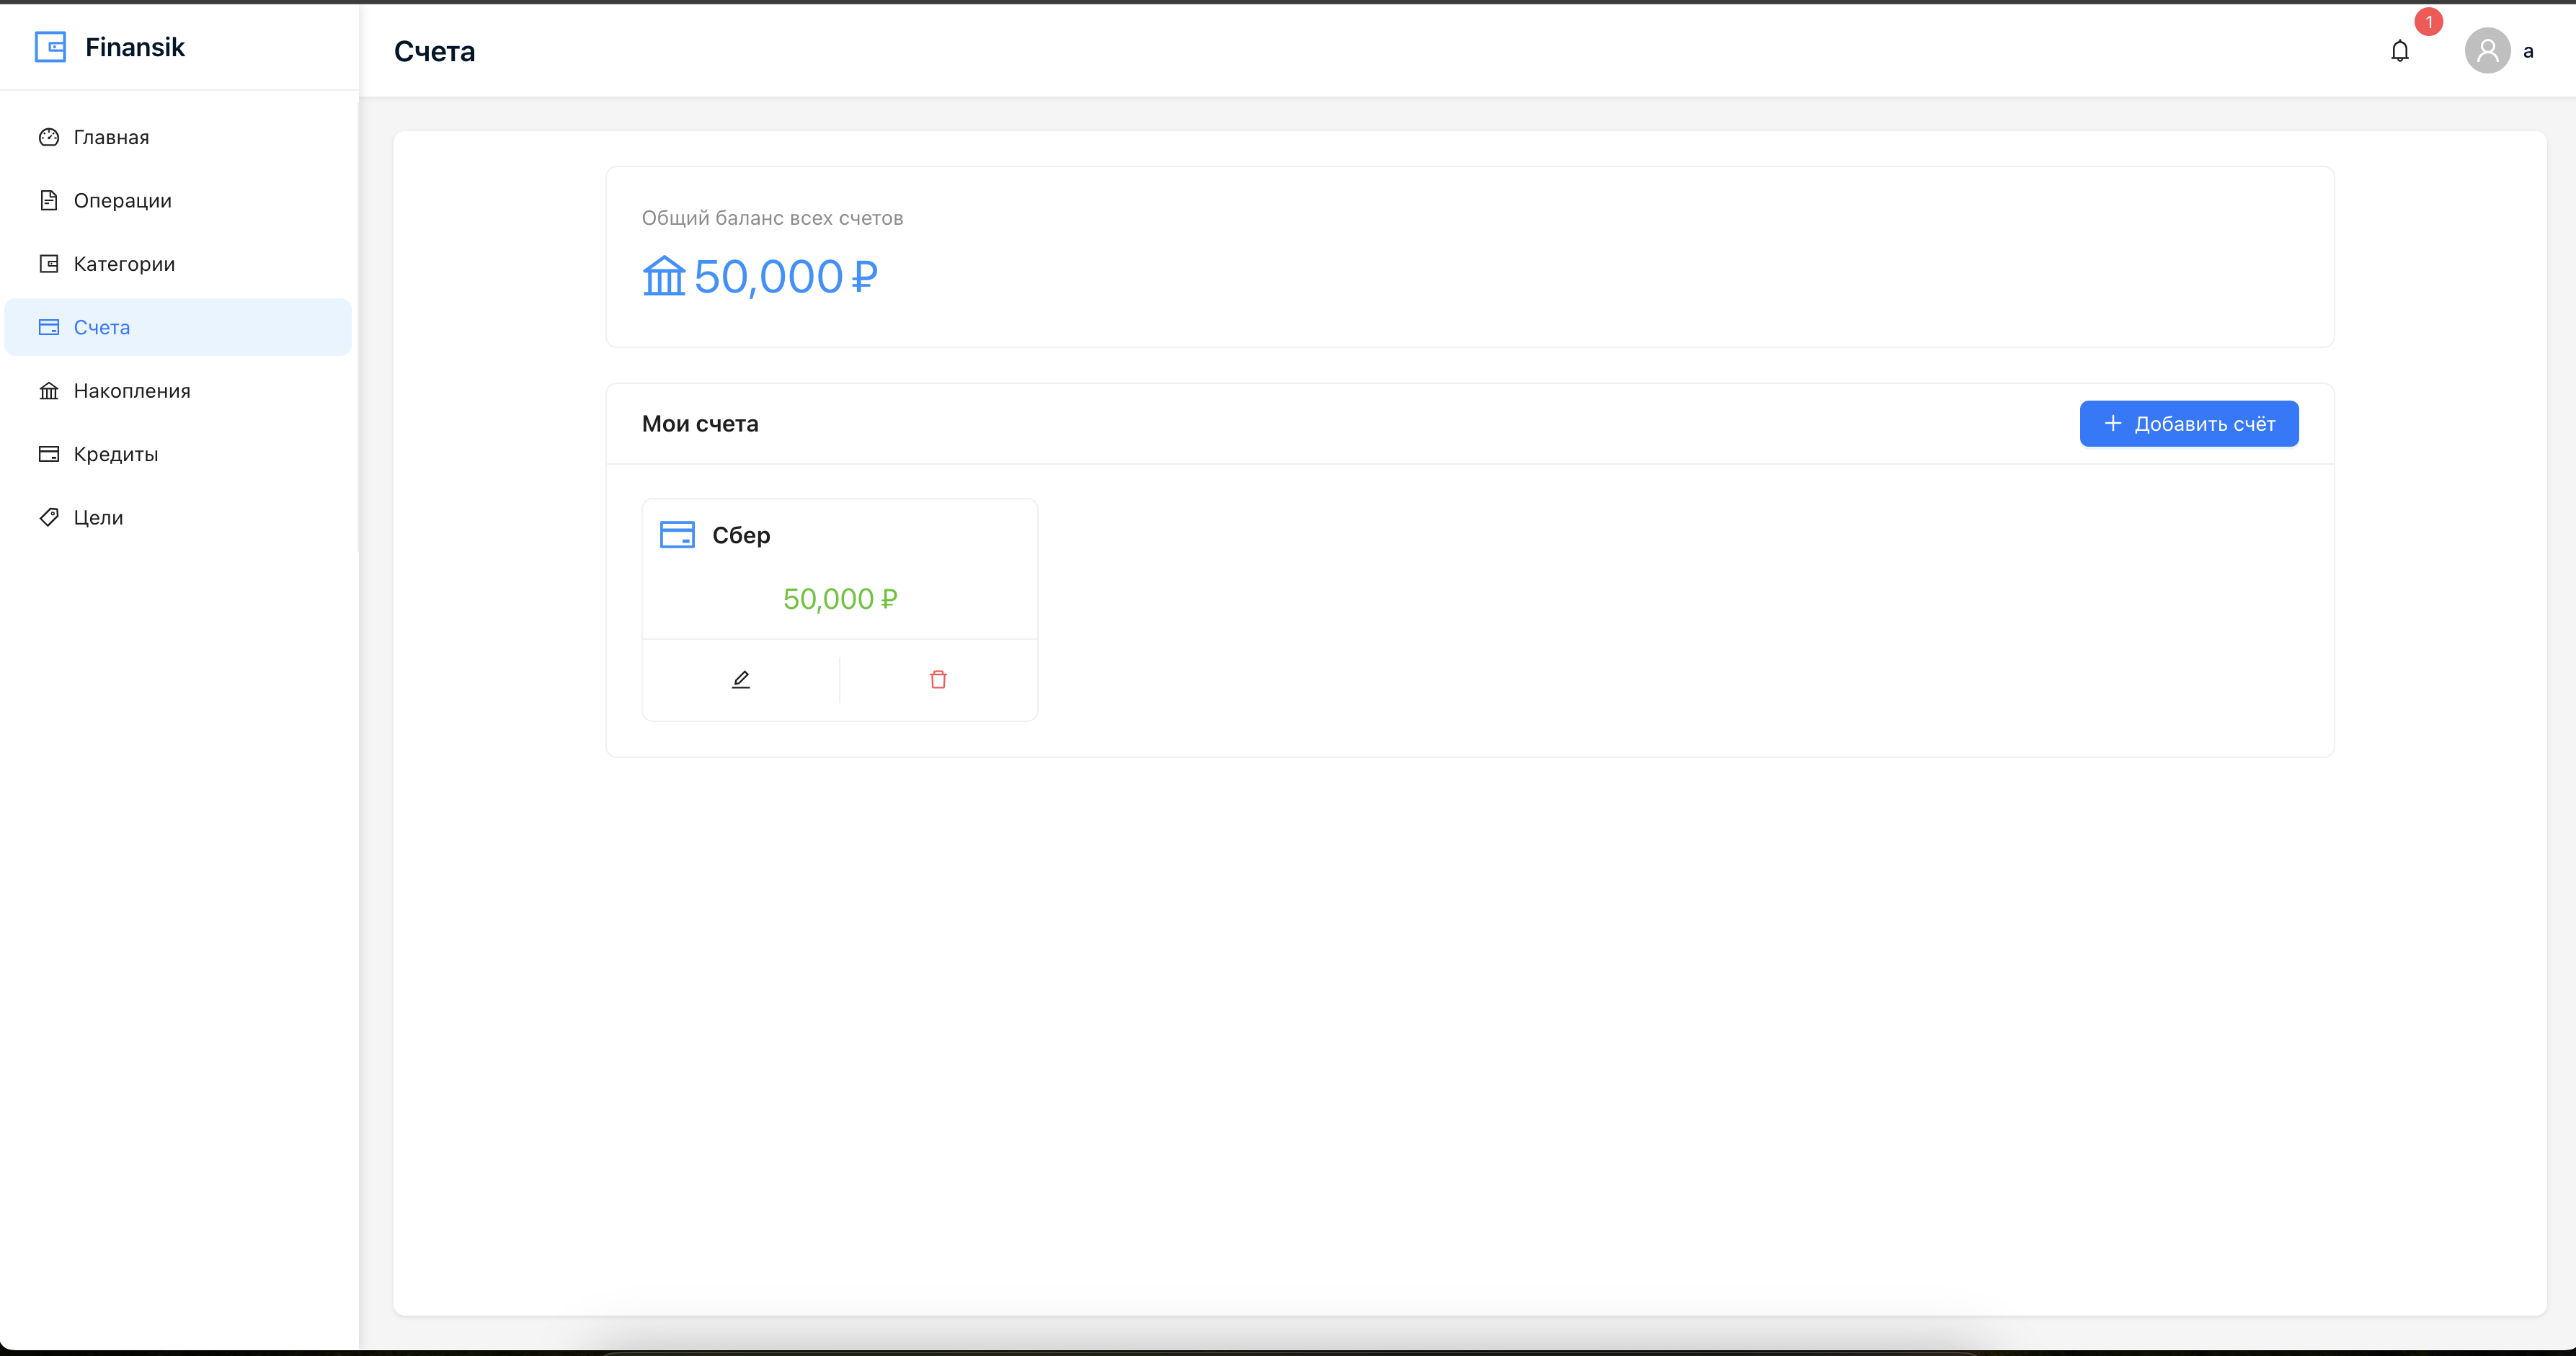 Finansik
Главная
Операции
Категории
Счета
Накопления
Кредиты
Цели
Счета
1
a
Общий баланс всех счетов
50,000 ₽
Мои счета
Добавить счёт
Сбер
50,000 ₽